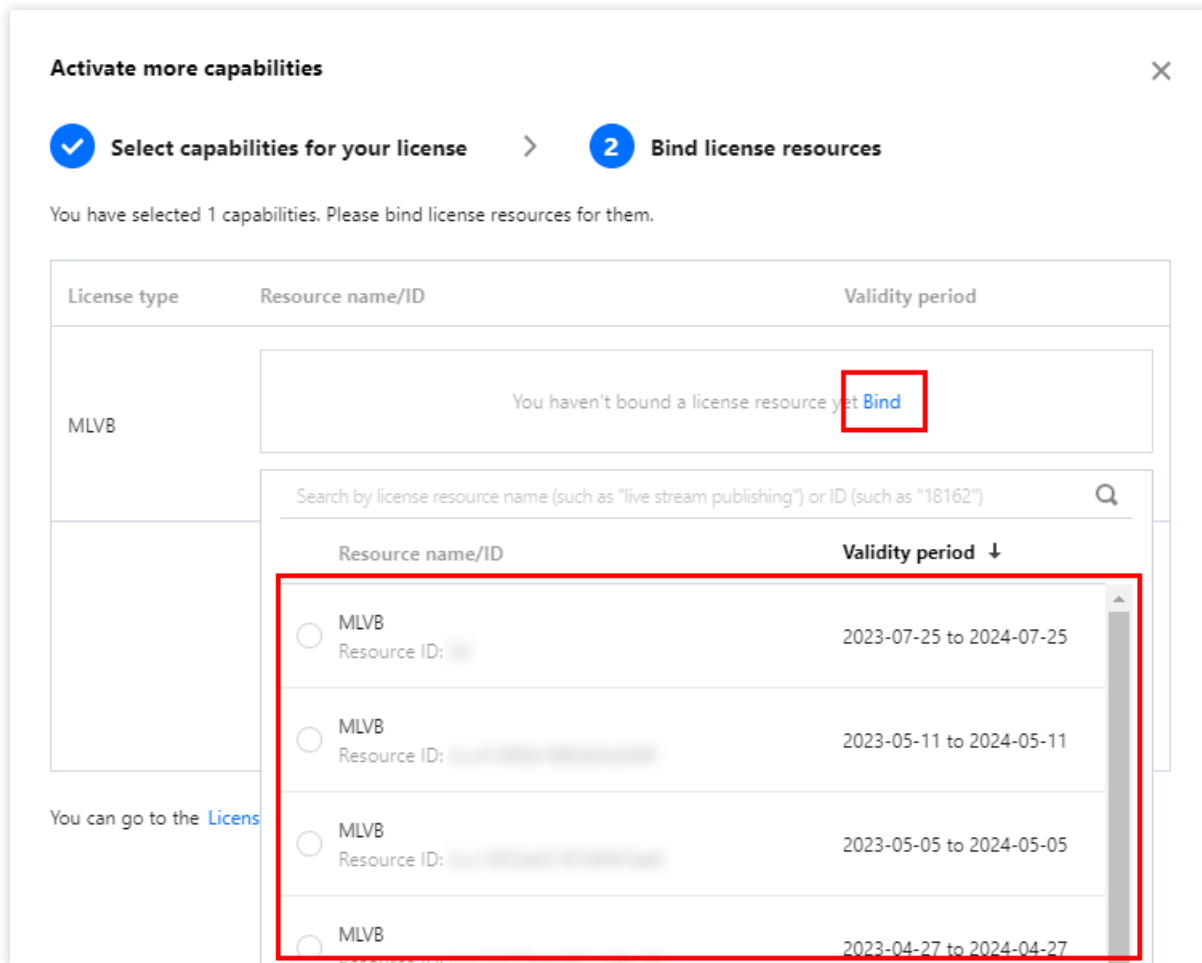 Activate more capabilities
Select capabilities for your license
2 Bind license resources
You have selected 1 capabilities. Please bind license resources for them.
License type Resource name/ID Validity period
You haven't bound a license resource yet Bind
MLVB
Search by license resource name (such as "live stream publishing") or ID (such as "18162")
Resource name/ID Validity period
MLVB
Resource ID:
2023-07-25 to 2024-07-25
MLVB
Resource ID:
2023-05-11 to 2024-05-11
You can go to the Licens
MLVB
Resource ID:
2023-05-05 to 2024-05-05
MLVB
2023-04-27 to 2024-04-27